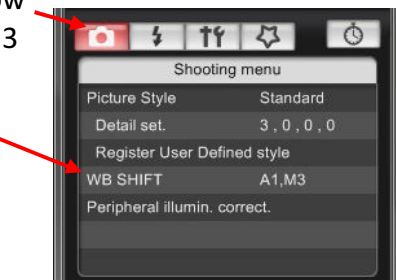 3
Shooting menu
Picture Style Standard
Detail set. 3 , 0 , 0 , 0
Register User Defined style
WB SHIFT A1,M3
Peripheral illumin. correct.